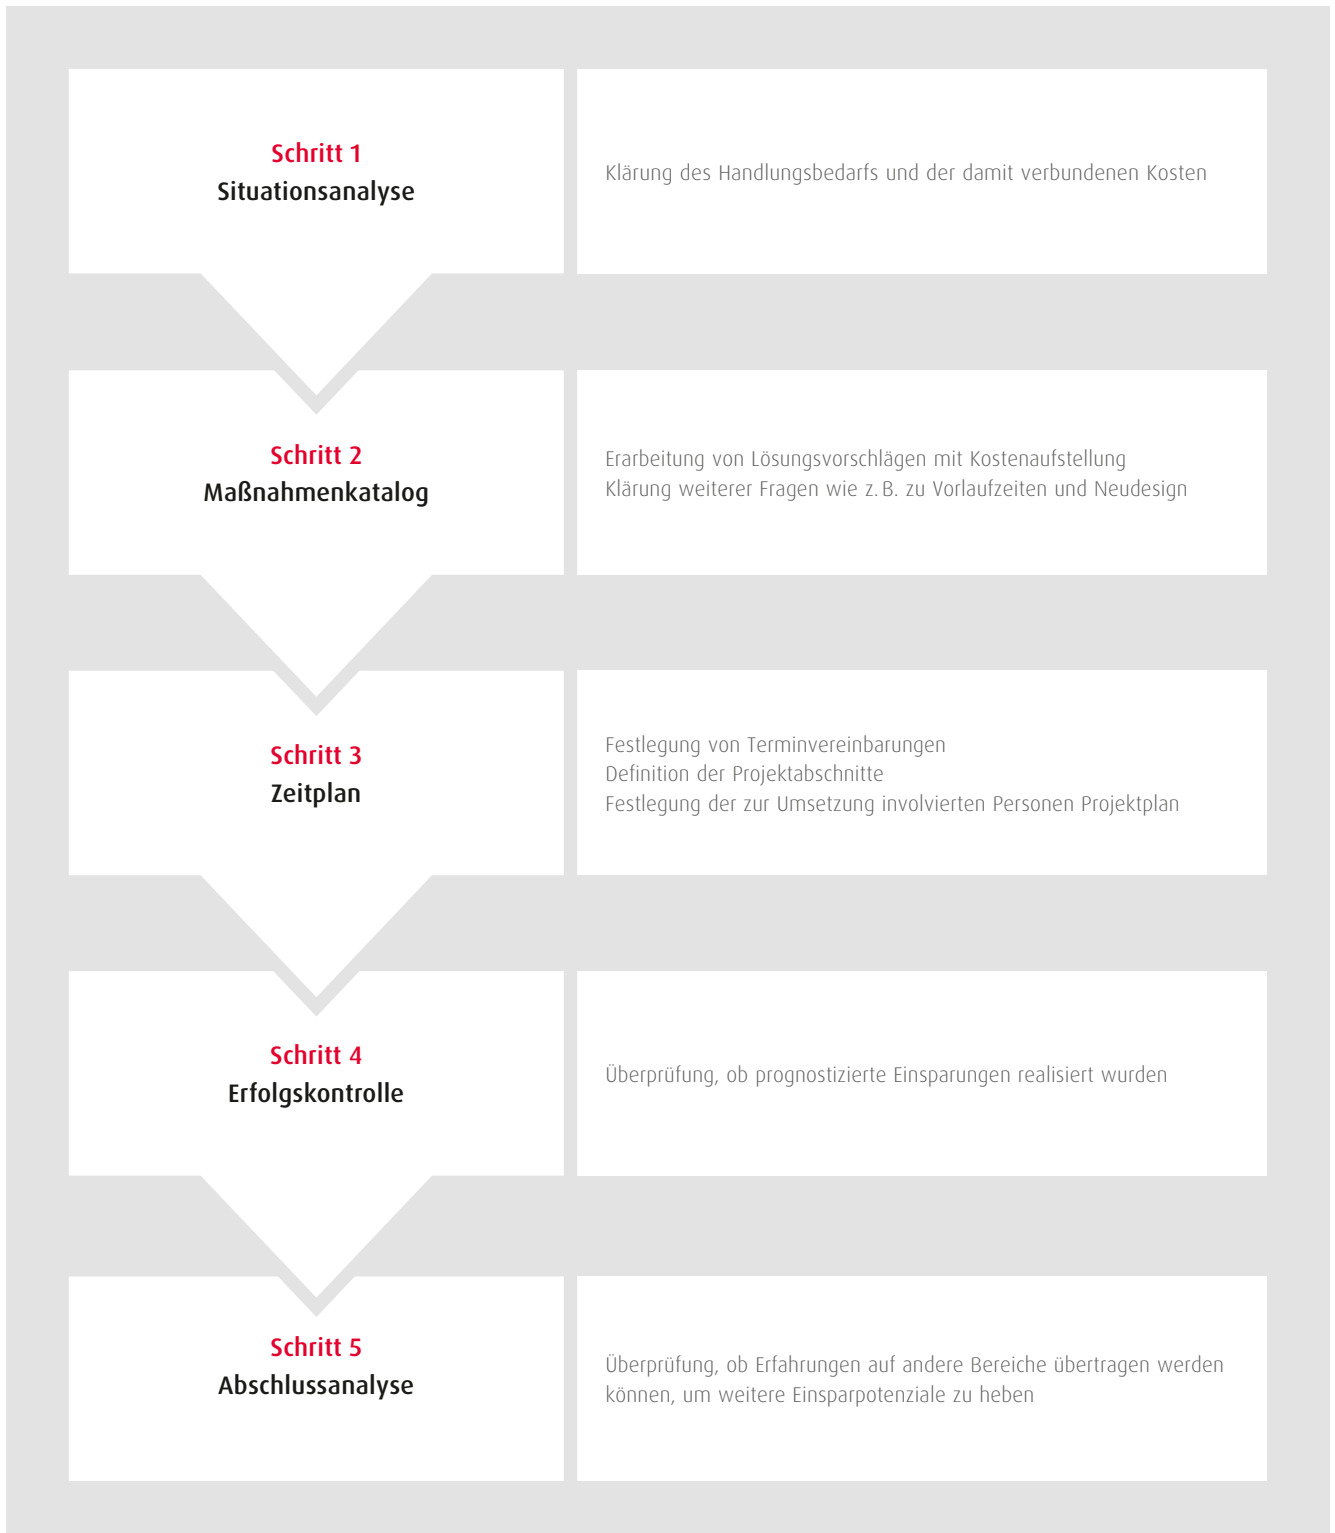 Schritt 1
Situationsanalyse
Klärung des Handlungsbedarfs und der damit verbundenen Kosten
Schritt 2
Maßnahmenkatalog
Erarbeitung von Lösungsvorschlägen mit Kostenaufstellung
Klärung weiterer Fragen wie z. B. zu Vorlaufzeiten und Neudesign
Schritt 3
Zeitplan
Festlegung von Terminvereinbarungen
Definition der Projektabschnitte
Festlegung der zur Umsetzung involvierten Personen Projektplan
Schritt 4
Erfolgskontrolle
Überprüfung, ob prognostizierte Einsparungen realisiert wurden
Schritt 5
Abschlussanalyse
Überprüfung, ob Erfahrungen auf andere Bereiche übertragen werden
können, um weitere Einsparpotenziale zu heben